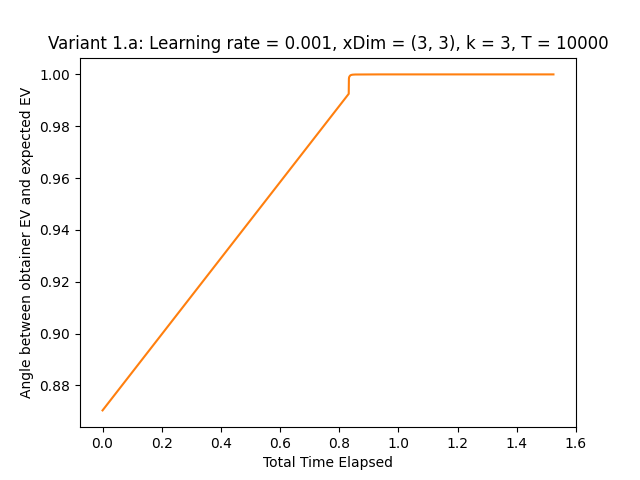 Variant 1.a: Learning rate = 0.001, xDim = (3, 3), k = 3, T = 10000
Angle between obtainer EV and expected EV
1.00
0.98
0.96
0.94
0.92
0.90
0.88
0.0 0.2 0.4 0.6 0.8 1.0 1.2 1.4 1.6
Total Time Elapsed